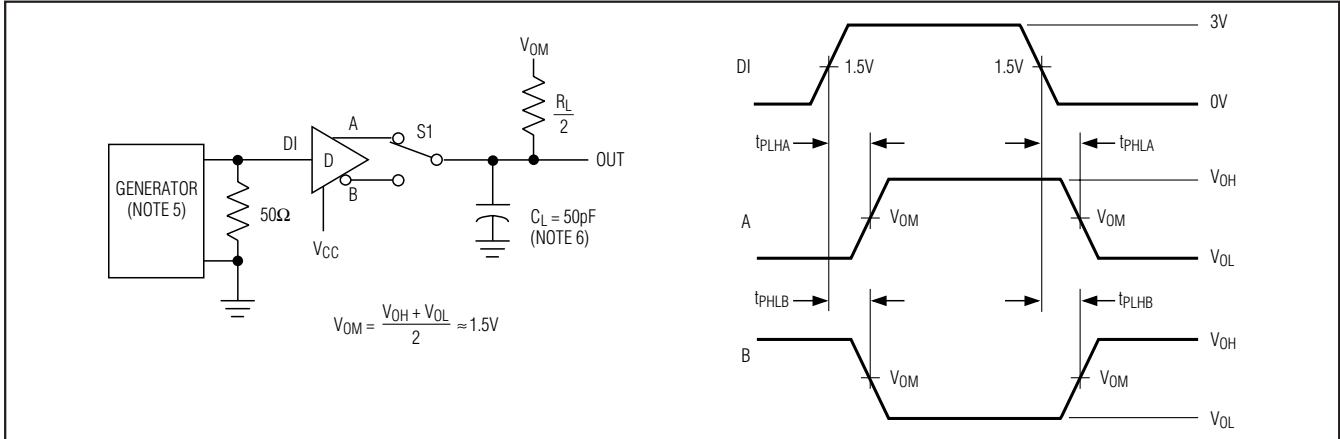 GENERATOR
(NOTE 5)
50Ω
DI
D
A
B
VCC
S1
VOM
RL
2
OUT
CL = 50pF
(NOTE 6)
VOM = VOH + VOL
2
≈ 1.5V
DI
1.5V
1.5V
3V
0V
tPLHA
tPHLA
A
VOM
VOM
VOH
VOL
tPHLB
tPLHB
B
VOM
VOM
VOH
VOL